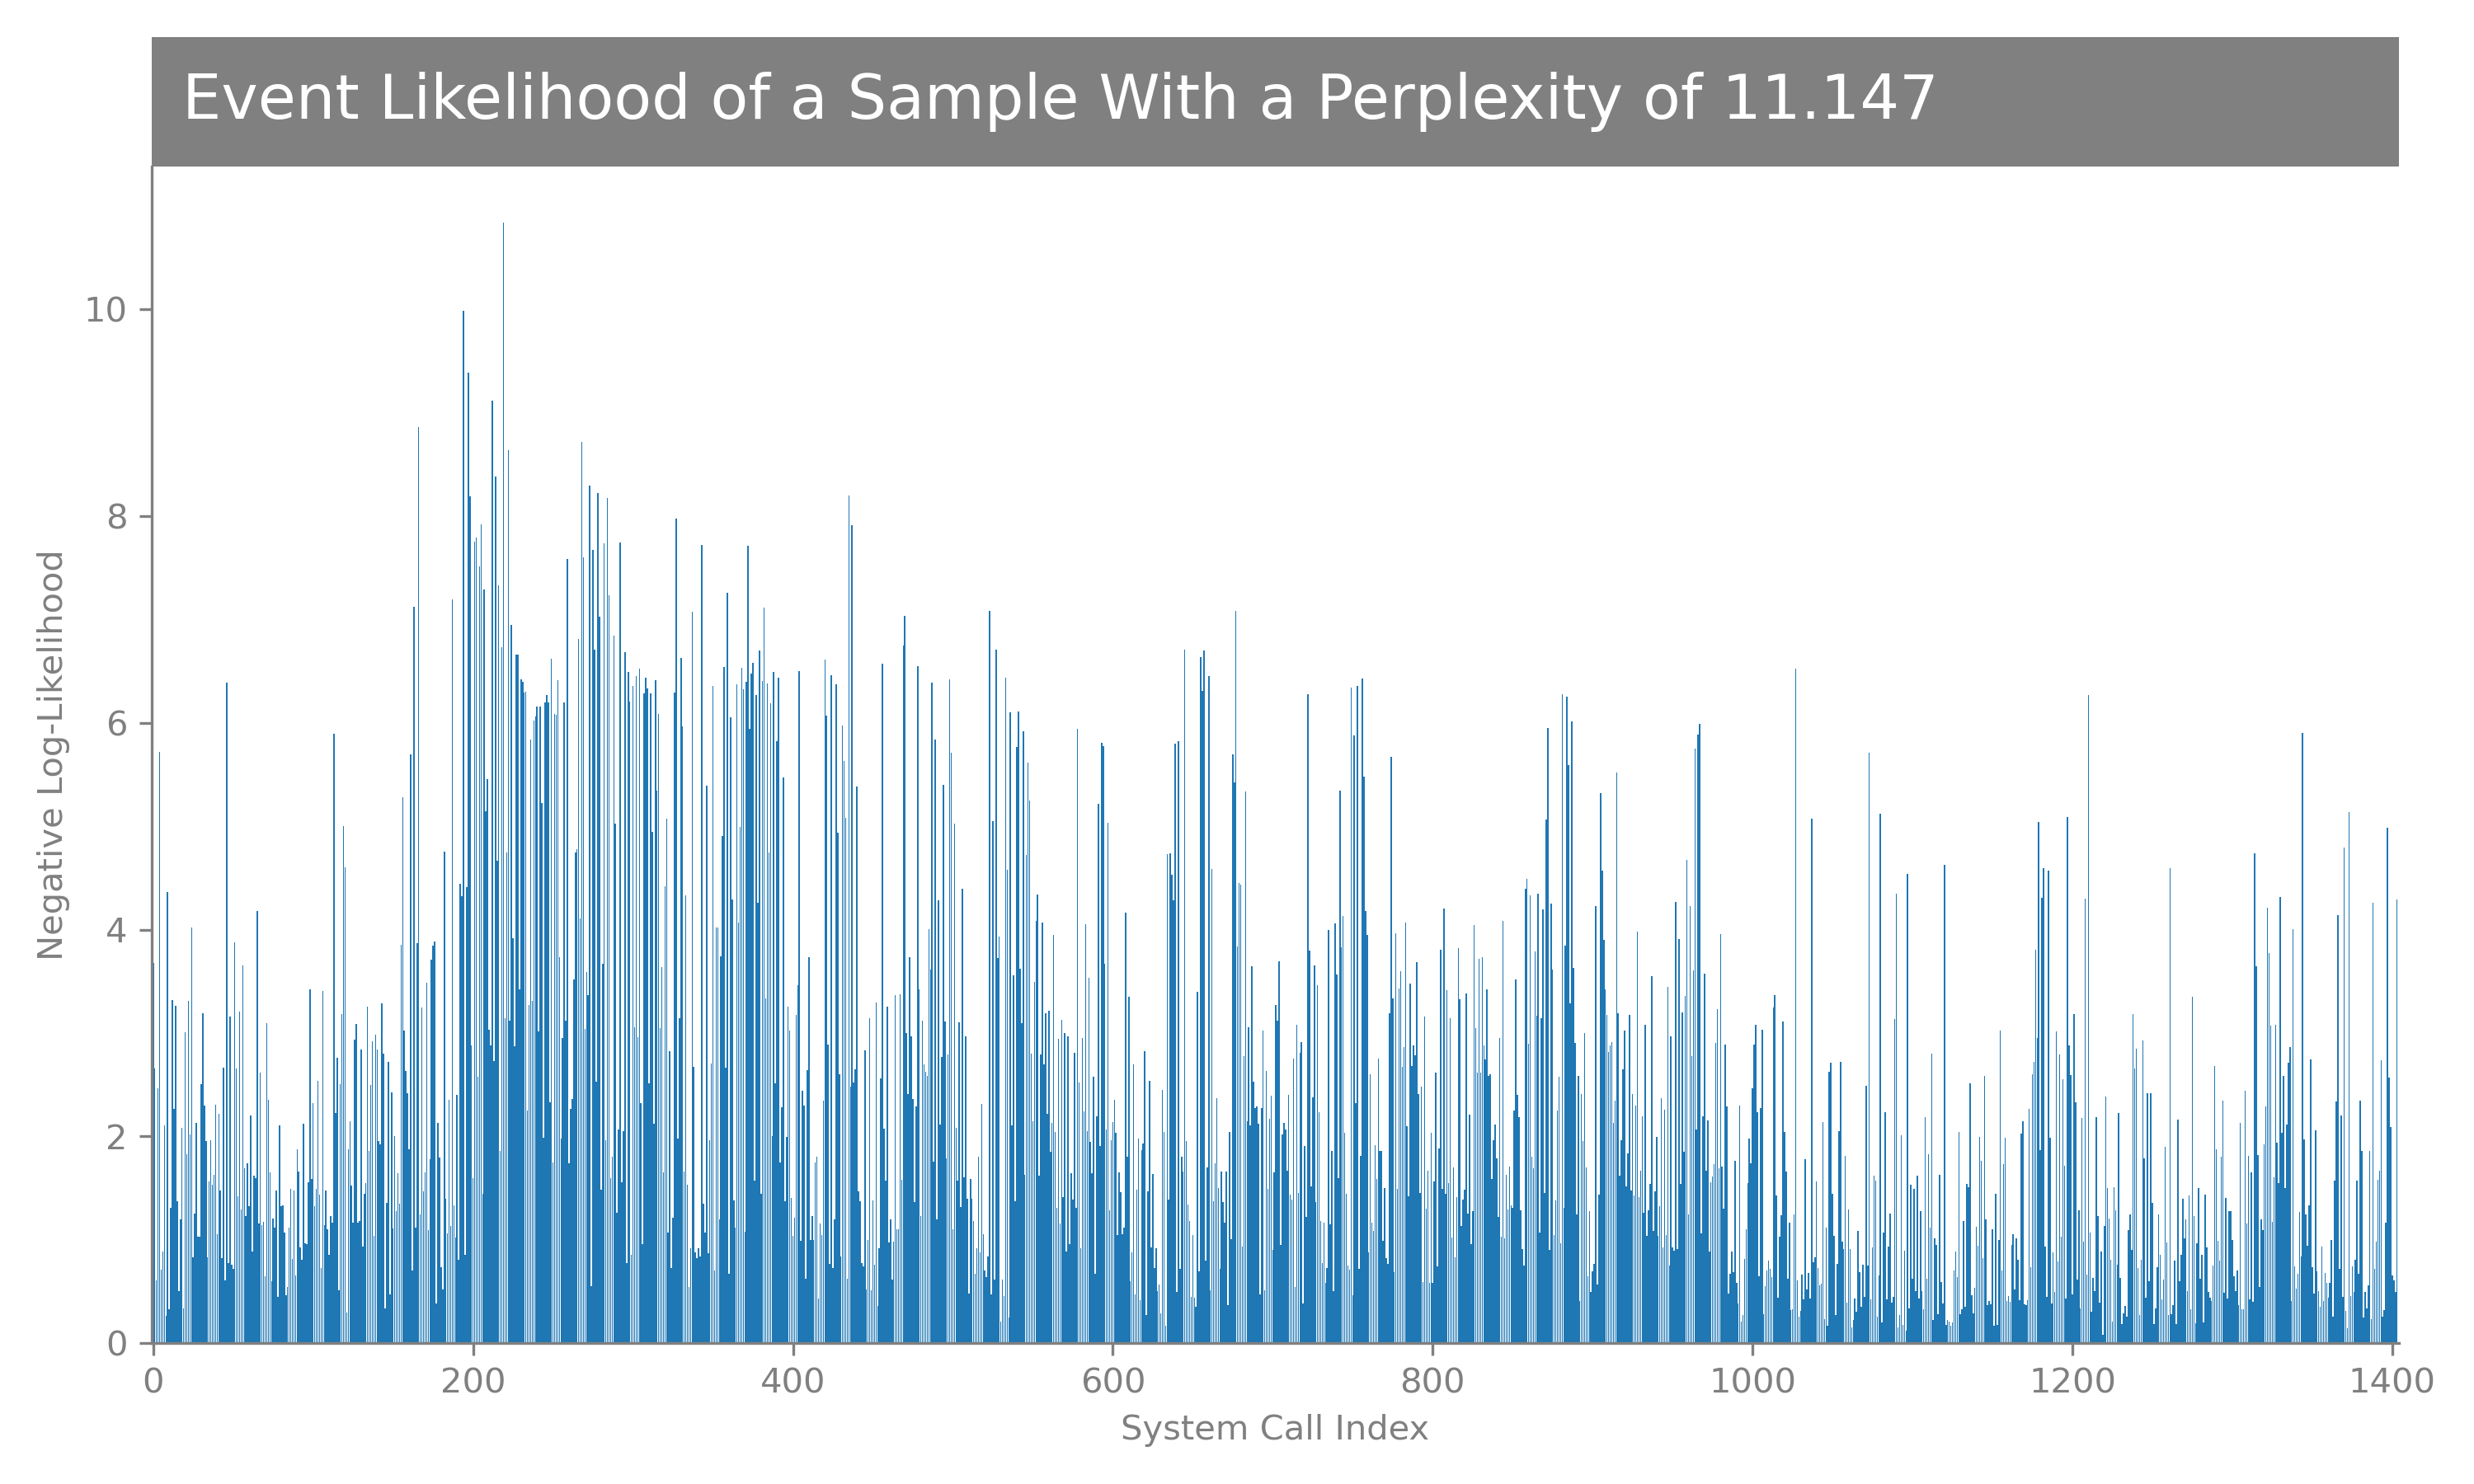 Event Likelihood of a Sample With a Perplexity of 11.147
Negative Log-Likelihood
10
8
6
4
2
0
0 200 400 600 800 1000 1200 1400
System Call Index